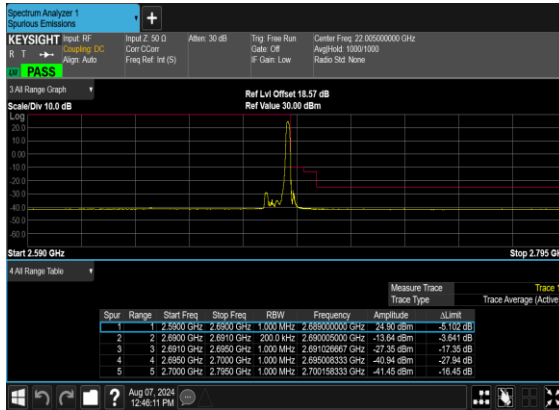 Spectrum Analyzer 1
Spurious Emissions
+
KEYSIGHT Input: RF Input Z: 50 Ω Atten: 30 dB Trig: Free Run Center Freq: 22.005000000 GHz
R T Coupling: DC Corr CCorr Gate: Off Avg|Hold: 1000/1000
Align: Auto Freq Ref: Int (S) IF Gain: Low Radio Std: None
PASS
3 All Range Graph Ref Lvl Offset 18.57 dB
Scale/Div 10.0 dB Ref Value 30.00 dBm
Log
20.0
10.0
0.00
-10.0
-20.0
-30.0
-40.0
-50.0
-60.0
Start 2.590 GHz Stop 2.795 GH
4 All Range Table
Measure Trace Trace 1
Trace Type Trace Average (Active
Spur Range Start Freq Stop Freq RBW Frequency Amplitude ΔLimit
1 1 2.5900 GHz 2.6900 GHz 1.000 MHz 2.689000000 GHz 24.90 dBm -5.102 dB
2 2 2.6900 GHz 2.6910 GHz 200.0 kHz 2.690005000 GHz -13.64 dBm -3.641 dB
3 3 2.6910 GHz 2.6950 GHz 1.000 MHz 2.691026667 GHz -27.35 dBm -17.35 dB
4 4 2.6950 GHz 2.7000 GHz 1.000 MHz 2.695008333 GHz -40.94 dBm -27.94 dB
5 5 2.7000 GHz 2.7950 GHz 1.000 MHz 2.700158333 GHz -41.45 dBm -16.45 dB
? Aug 07, 2024
12:46:11 PM